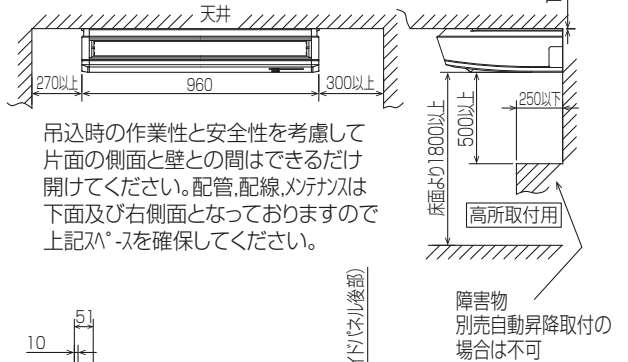 天井
270以上
960
300以上
床面より1800以上
500以上
250以下
高所取付用
吊込時の作業性と安全性を考慮して
片面の側面と壁との間はできるだけ
開けてください。配管,配線,ﾒﾝﾃﾅﾝｽは
下面及び右側面となっておりますので
上記ｽﾍﾟｰｽを確保してください。
障害物
別売自動昇降取付の
場合は不可
51
10
イドパネル後部)